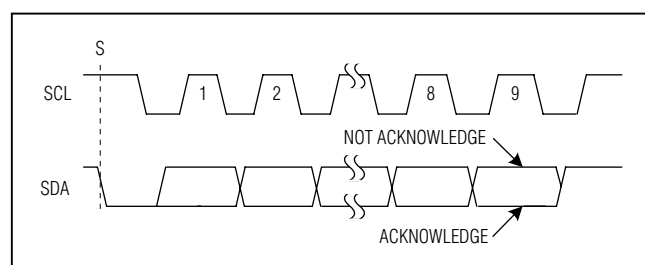 S
SCL 1 2 8 9
NOT ACKNOWLEDGE
SDA
ACKNOWLEDGE